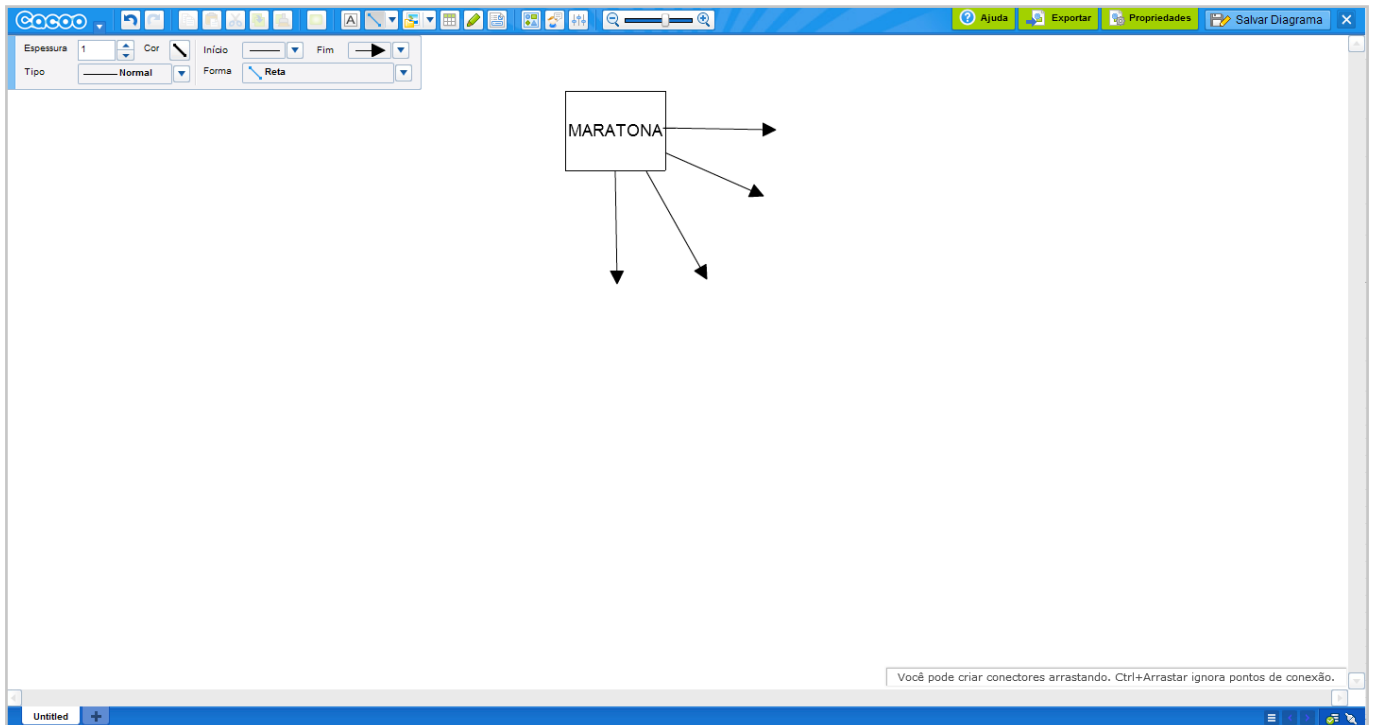 cacoo
Ajuda Exportar Propriedades Salvar Diagrama
Espessura 1 Cor Início Fim
Tipo Normal Forma Reta
MARATONA
Você pode criar conectores arrastando. Ctrl+Arrastar ignora pontos de conexão.
Untitled